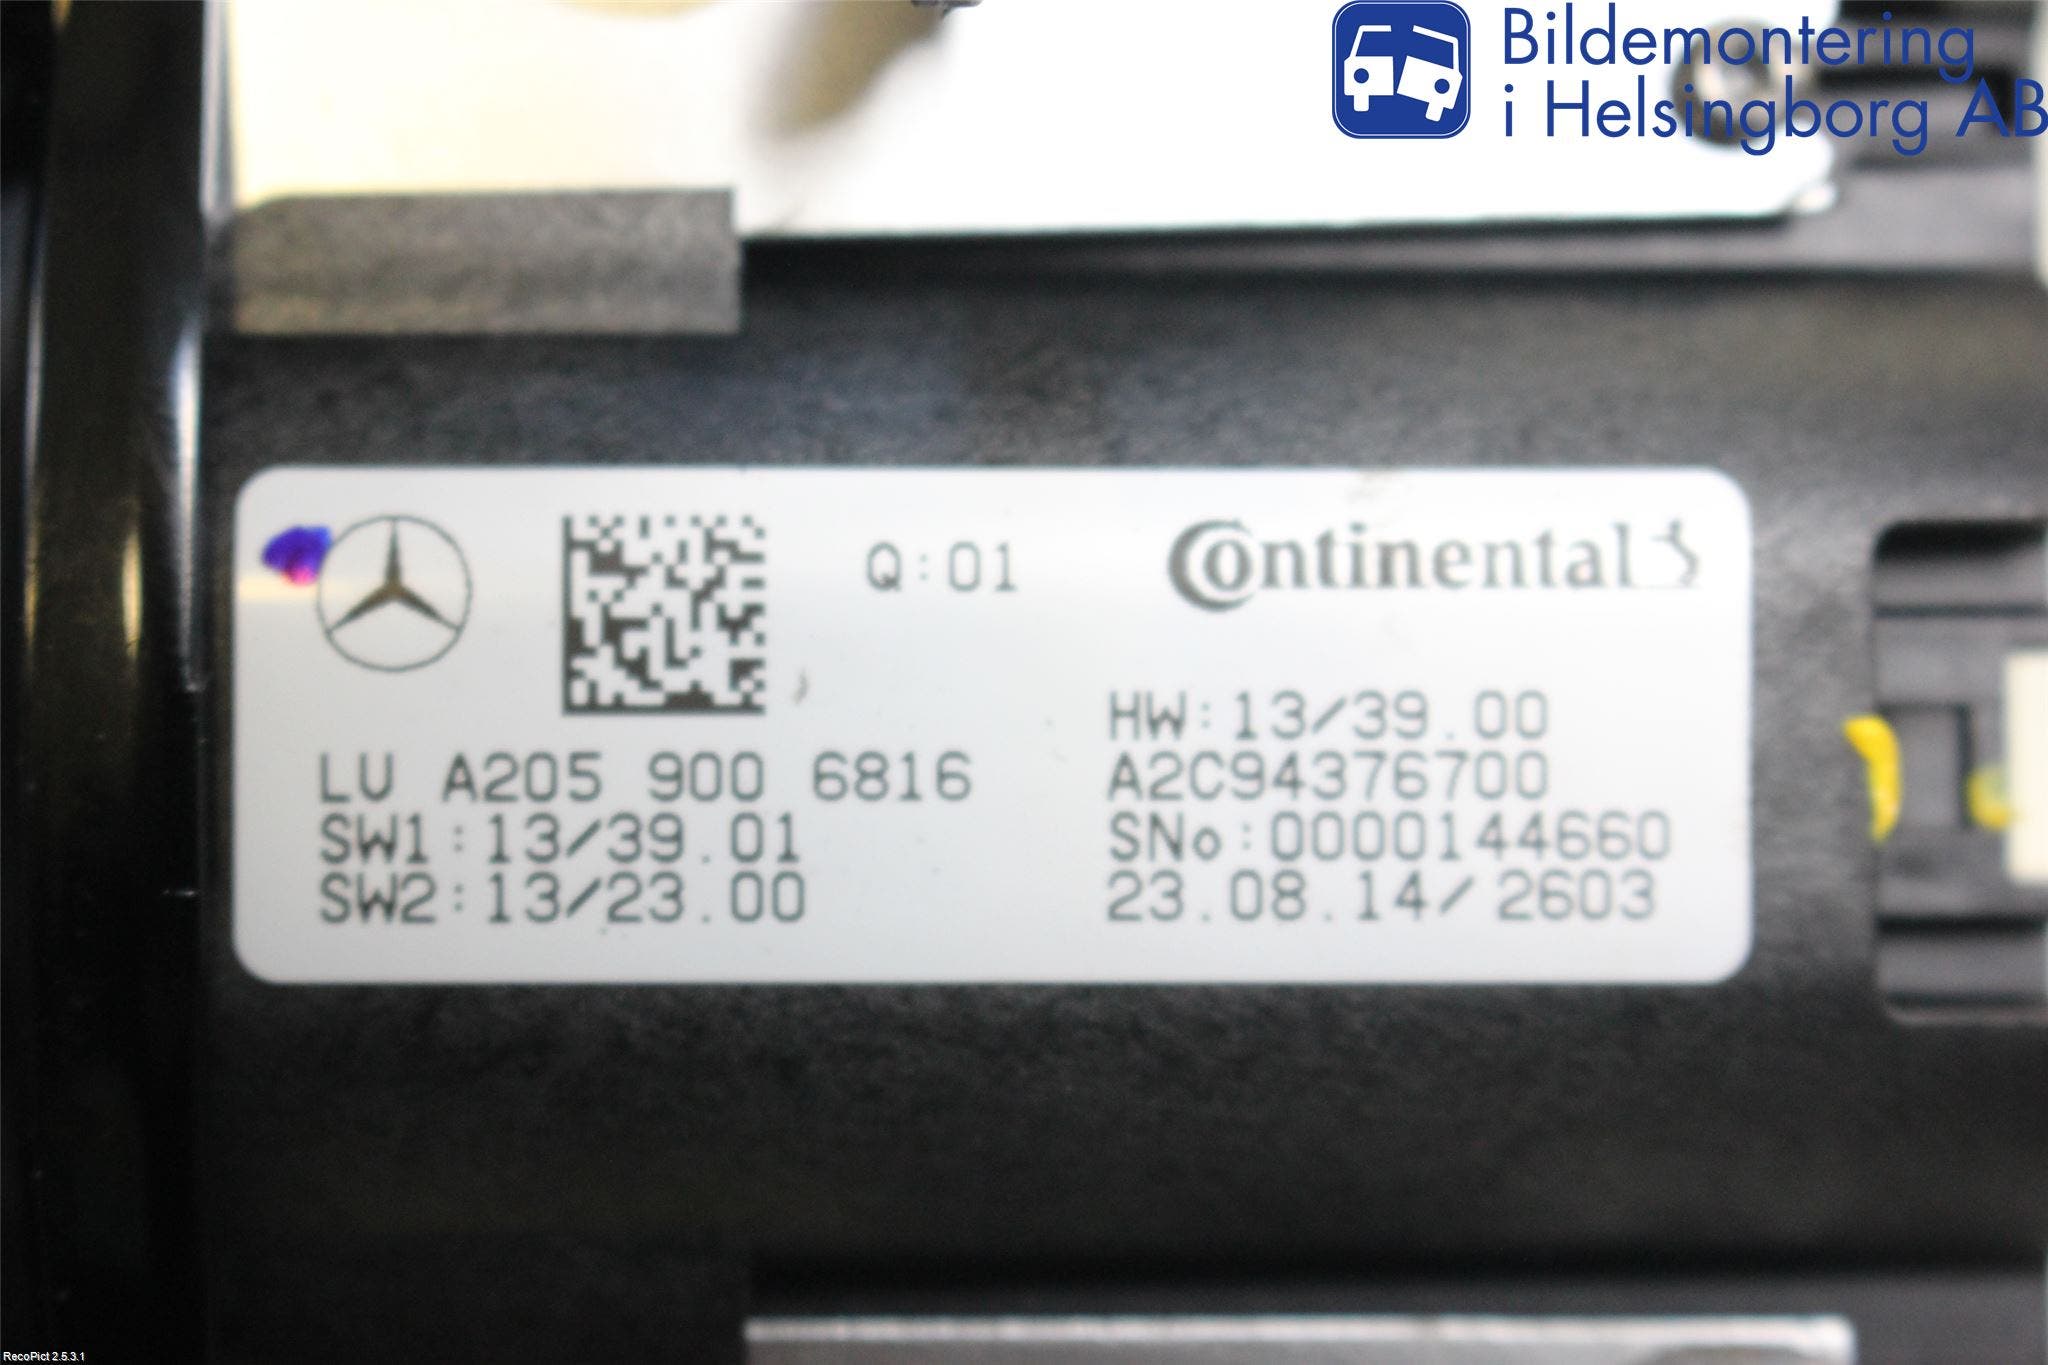 Bildemontering
i Helsingborg AB
Q:01
Continental
HW:13/39.00
LU A205 900 6816
A2C94376700
SW1:13/39.01
SNo:0000144660
SW2:13/23.00
23.08.14/2603
RecoPict 2.5.3.1